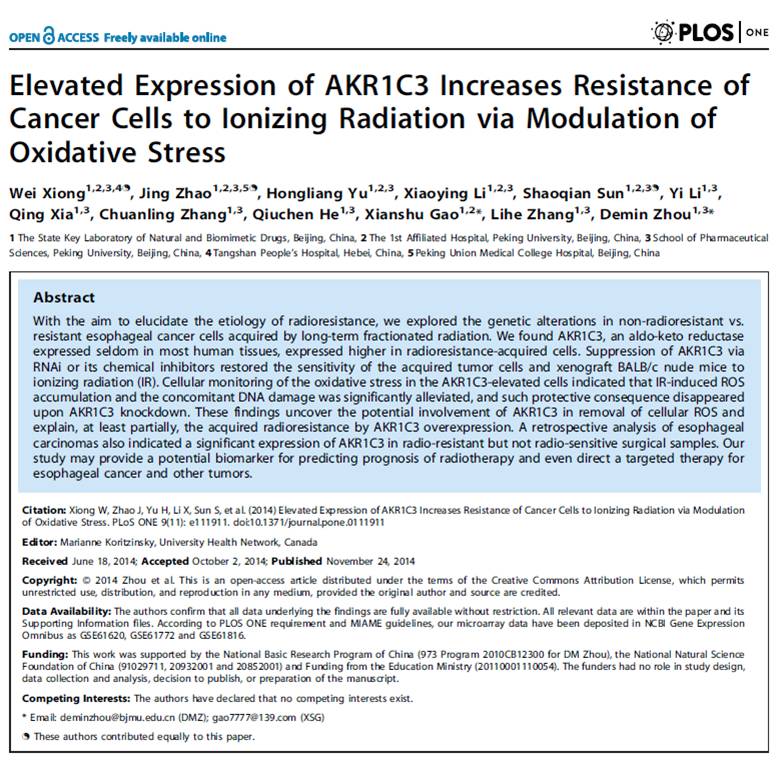 OPEN ACCESS Freely available online
PLOS ONE
Elevated Expression of AKR1C3 Increases Resistance of
Cancer Cells to Ionizing Radiation via Modulation of
Oxidative Stress
Wei Xiong1,2,3,4◑, Jing Zhao1,2,3,5◑, Hongliang Yu1,2,3, Xiaoying Li1,2,3, Shaoqian Sun1,2,3◑, Yi Li1,3,
Qing Xia1,3, Chuanling Zhang1,3, Qiuchen He1,3, Xianshu Gao1,2*, Lihe Zhang1,3, Demin Zhou1,3*
1 The State Key Laboratory of Natural and Biomimetic Drugs, Beijing, China, 2 The 1st Affiliated Hospital, Peking University, Beijing, China, 3 School of Pharmaceutical
Sciences, Peking University, Beijing, China, 4 Tangshan People's Hospital, Hebei, China, 5 Peking Union Medical College Hospital, Beijing, China
Abstract
With the aim to elucidate the etiology of radioresistance, we explored the genetic alterations in non-radioresistant vs.
resistant esophageal cancer cells acquired by long-term fractionated radiation. We found AKR1C3, an aldo-keto reductase
expressed seldom in most human tissues, expressed higher in radioresistance-acquired cells. Suppression of AKR1C3 via
RNAi or its chemical inhibitors restored the sensitivity of the acquired tumor cells and xenograft BALB/c nude mice to
ionizing radiation (IR). Cellular monitoring of the oxidative stress in the AKR1C3-elevated cells indicated that IR-induced ROS
accumulation and the concomitant DNA damage was significantly alleviated, and such protective consequence disappeared
upon AKR1C3 knockdown. These findings uncover the potential involvement of AKR1C3 in removal of cellular ROS and
explain, at least partially, the acquired radioresistance by AKR1C3 overexpression. A retrospective analysis of esophageal
carcinomas also indicated a significant expression of AKR1C3 in radio-resistant but not radio-sensitive surgical samples. Our
study may provide a potential biomarker for predicting prognosis of radiotherapy and even direct a targeted therapy for
esophageal cancer and other tumors.
Citation: Xiong W, Zhao J, Yu H, Li X, Sun S, et al. (2014) Elevated Expression of AKR1C3 Increases Resistance of Cancer Cells to Ionizing Radiation via Modulation
of Oxidative Stress. PLoS ONE 9(11): e111911. doi:10.1371/journal.pone.0111911
Editor: Marianne Koritzinsky, University Health Network, Canada
Received June 18, 2014; Accepted October 2, 2014; Published November 24, 2014
Copyright: © 2014 Zhou et al. This is an open-access article distributed under the terms of the Creative Commons Attribution License, which permits
unrestricted use, distribution, and reproduction in any medium, provided the original author and source are credited.
Data Availability: The authors confirm that all data underlying the findings are fully available without restriction. All relevant data are within the paper and its
Supporting Information files. According to PLOS ONE requirement and MIAME guidelines, our microarray data have been deposited in NCBI Gene Expression
Omnibus as GSE61620, GSE61772 and GSE61816.
Funding: This work was supported by the National Basic Research Program of China (973 Program 2010CB12300 for DM Zhou), the National Natural Science
Foundation of China (91029711, 20932001 and 20852001) and Funding from the Education Ministry (20110001110054). The funders had no role in study design,
data collection and analysis, decision to publish, or preparation of the manuscript.
Competing Interests: The authors have declared that no competing interests exist.
* Email: deminzhou@bjmu.edu.cn (DMZ); gao7777@139.com (XSG)
◑ These authors contributed equally to this paper.